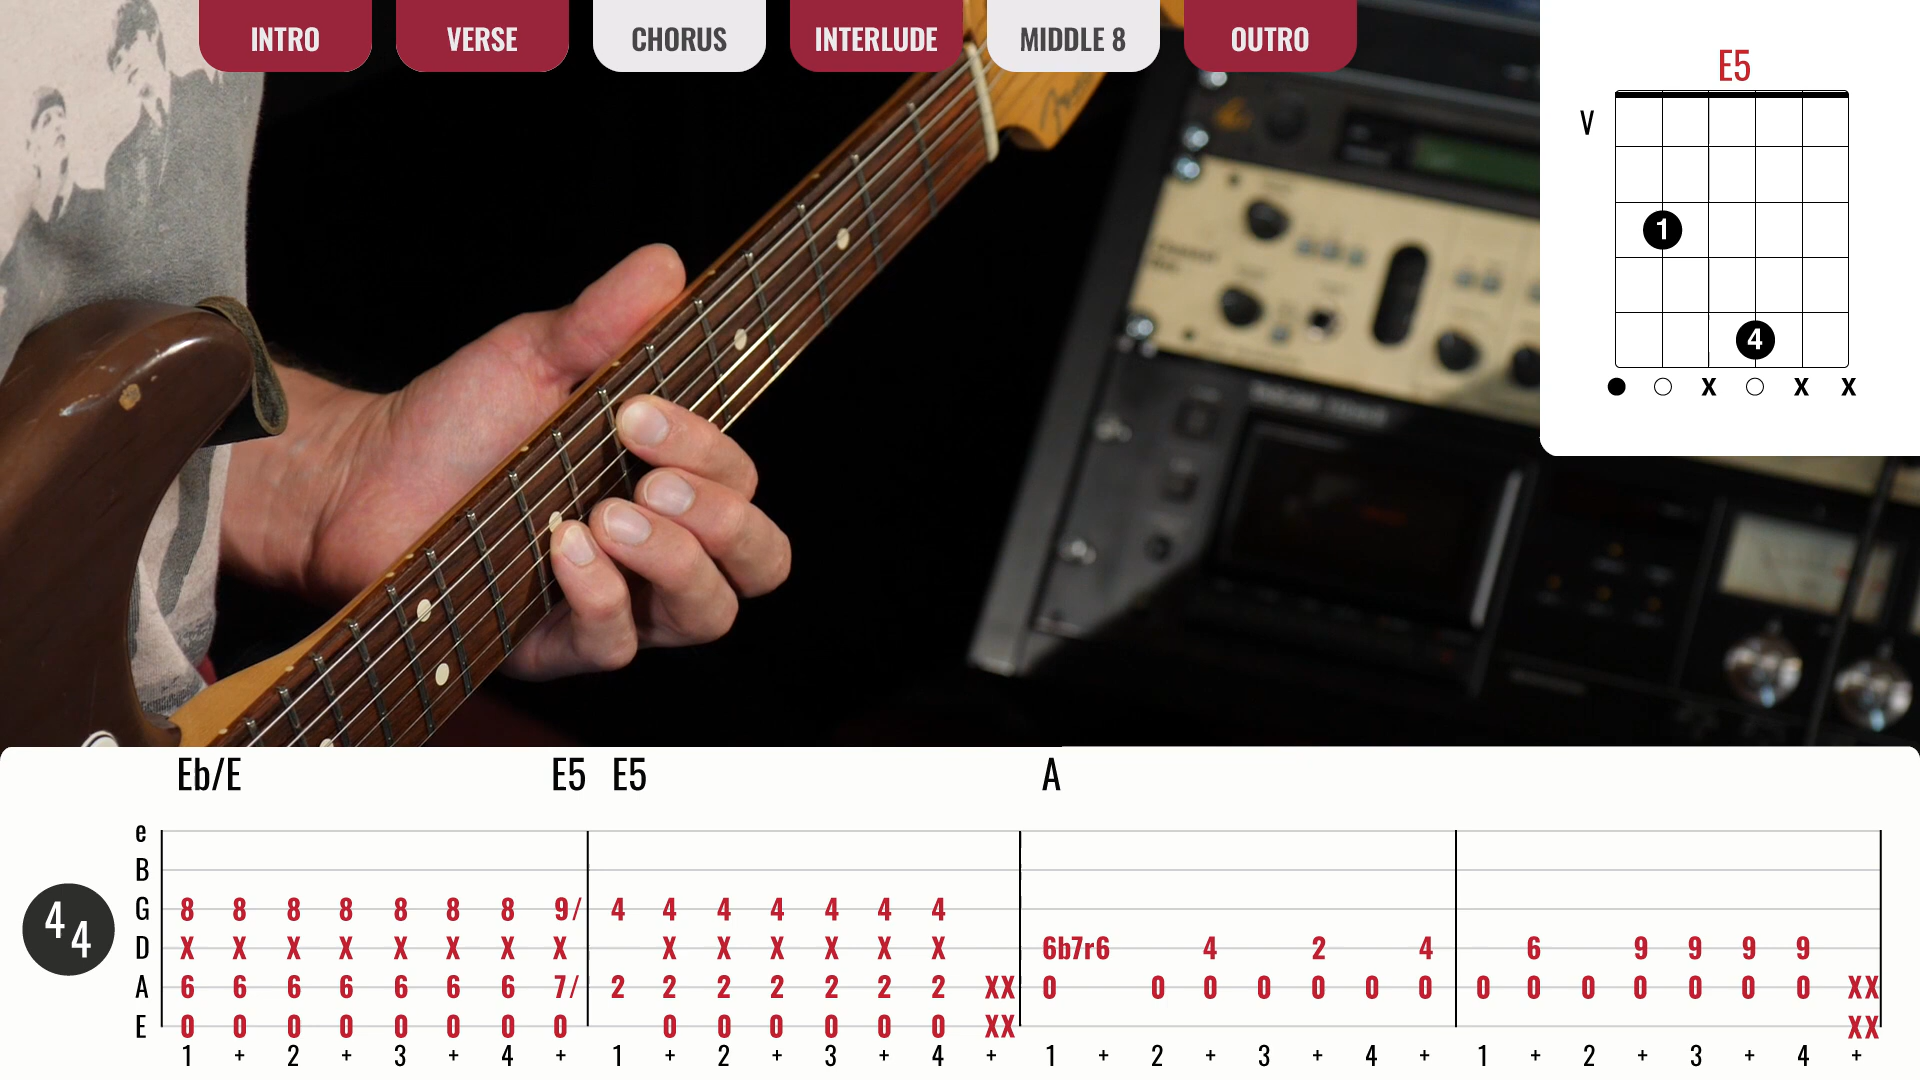 INTRO VERSE CHORUS INTERLUDE MIDDLE 8 OUTRO
E5
V
1
4
X X X
Fender
Eb/E E5 E5 A
e
B
G 8 8 8 8 8 8 8 9/ 4 4 4 4 4 4 4
D X X X X X X X X X X X X X X 6b7r6 4 2 4 6 9 9 9 9
A 6 6 6 6 6 6 6 7/ 2 2 2 2 2 2 2 XX 0 0 0 0 0 0 0 0 0 0 0 0 0 0 XX
E 0 0 0 0 0 0 0 0 0 0 0 0 0 0 XX XX
4 4
1 + 2 + 3 + 4 + 1 + 2 + 3 + 4 + 1 + 2 + 3 + 4 + 1 + 2 + 3 + 4 +